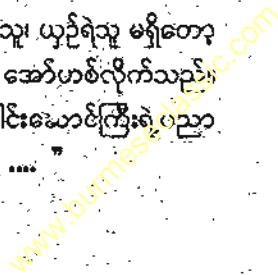 သူ၊ ယှဉ်ရဲသူ မရှိတော့
အော်ဟစ်လိုက်သည်။
ါင်းဆောင်ကြီးရဲ့ ပညာ
.... ”
www.burmeseclassic.com